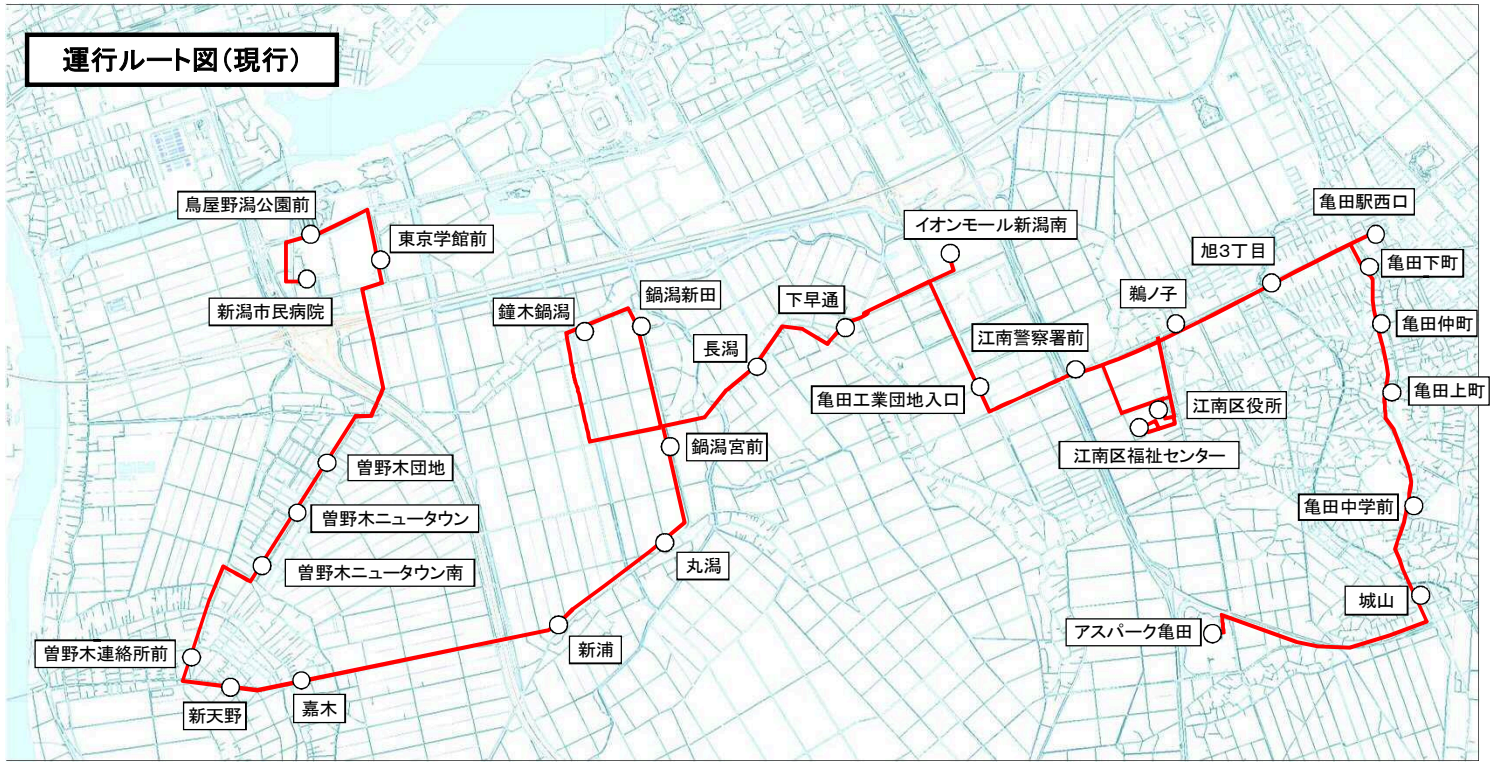 運行ルート図(現行)
鳥屋野潟公園前
東京学館前
新潟市民病院
鐘木鍋潟
鍋潟新田
下早通
長潟
イオンモール新潟南
亀田駅西口
旭3丁目
亀田下町
鵜ノ子
亀田仲町
江南警察署前
亀田工業団地入口
亀田上町
江南区役所
江南区福祉センター
鍋潟宮前
曽野木団地
曽野木ニュータウン
曽野木ニュータウン南
亀田中学前
丸潟
城山
アスパーク亀田
新浦
曽野木連絡所前
新天野
嘉木